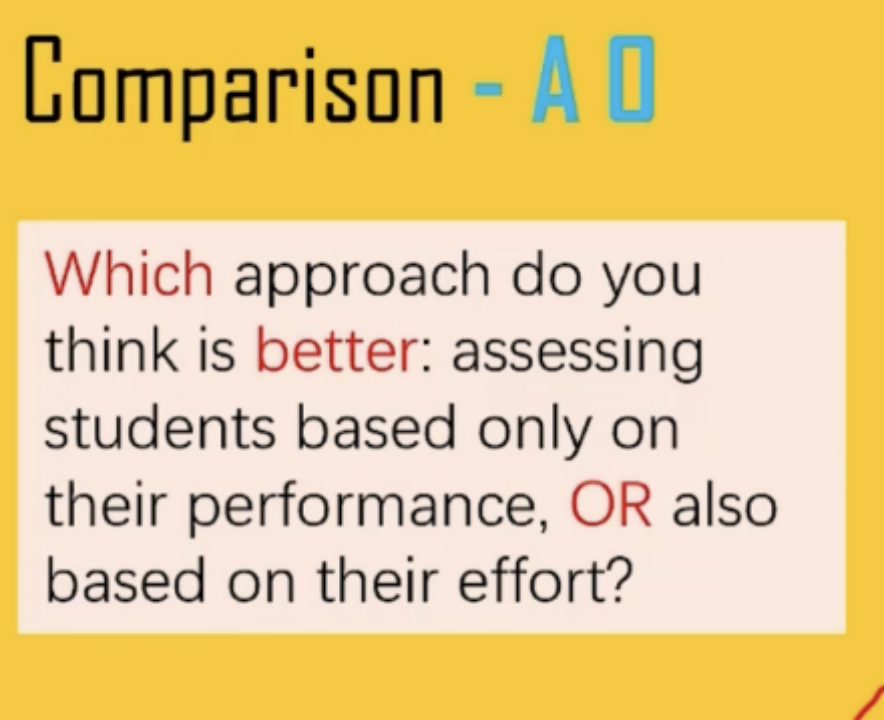 Comparison - A O
Which approach do you
think is better: assessing
students based only on
their performance, OR also
based on their effort?